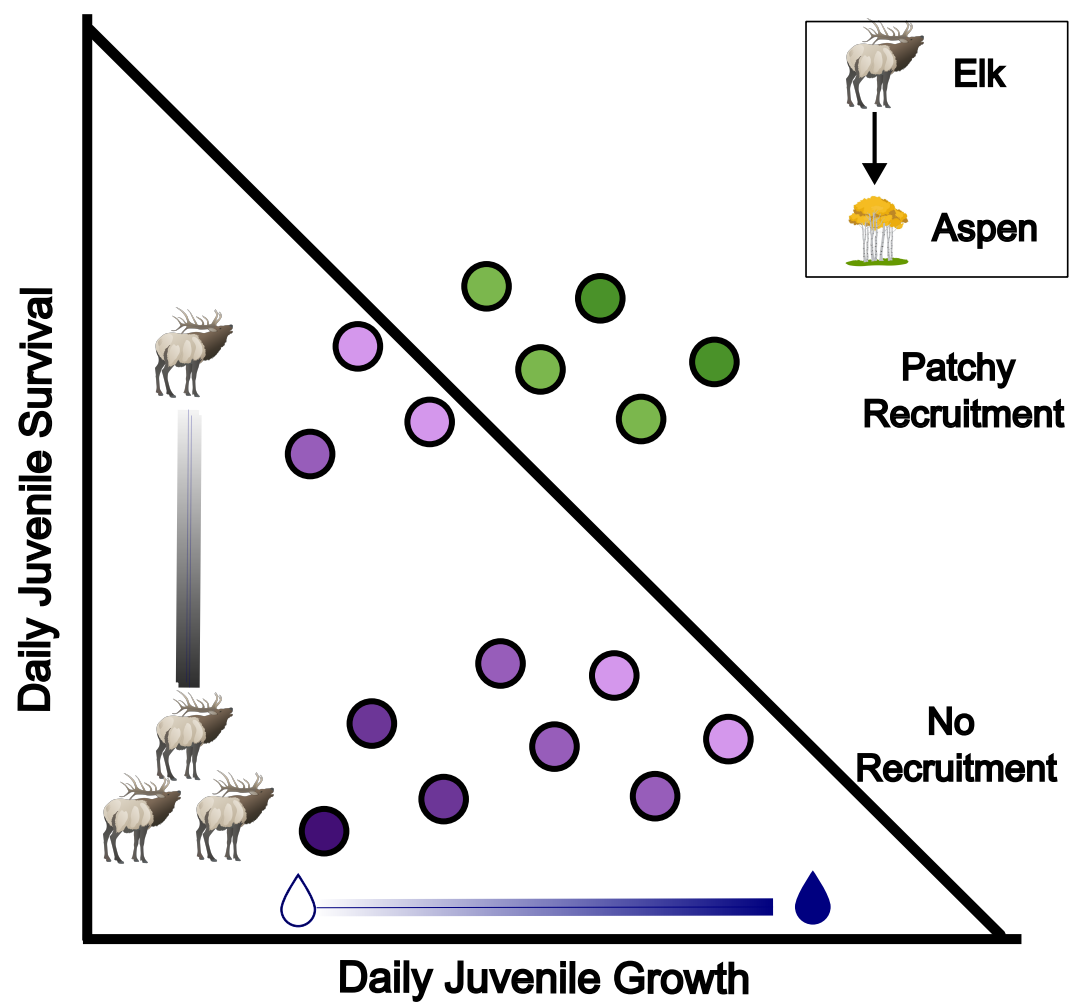 Elk
Aspen
Patchy
Recruitment
No
Recruitment
Daily Juvenile Survival
Daily Juvenile Growth